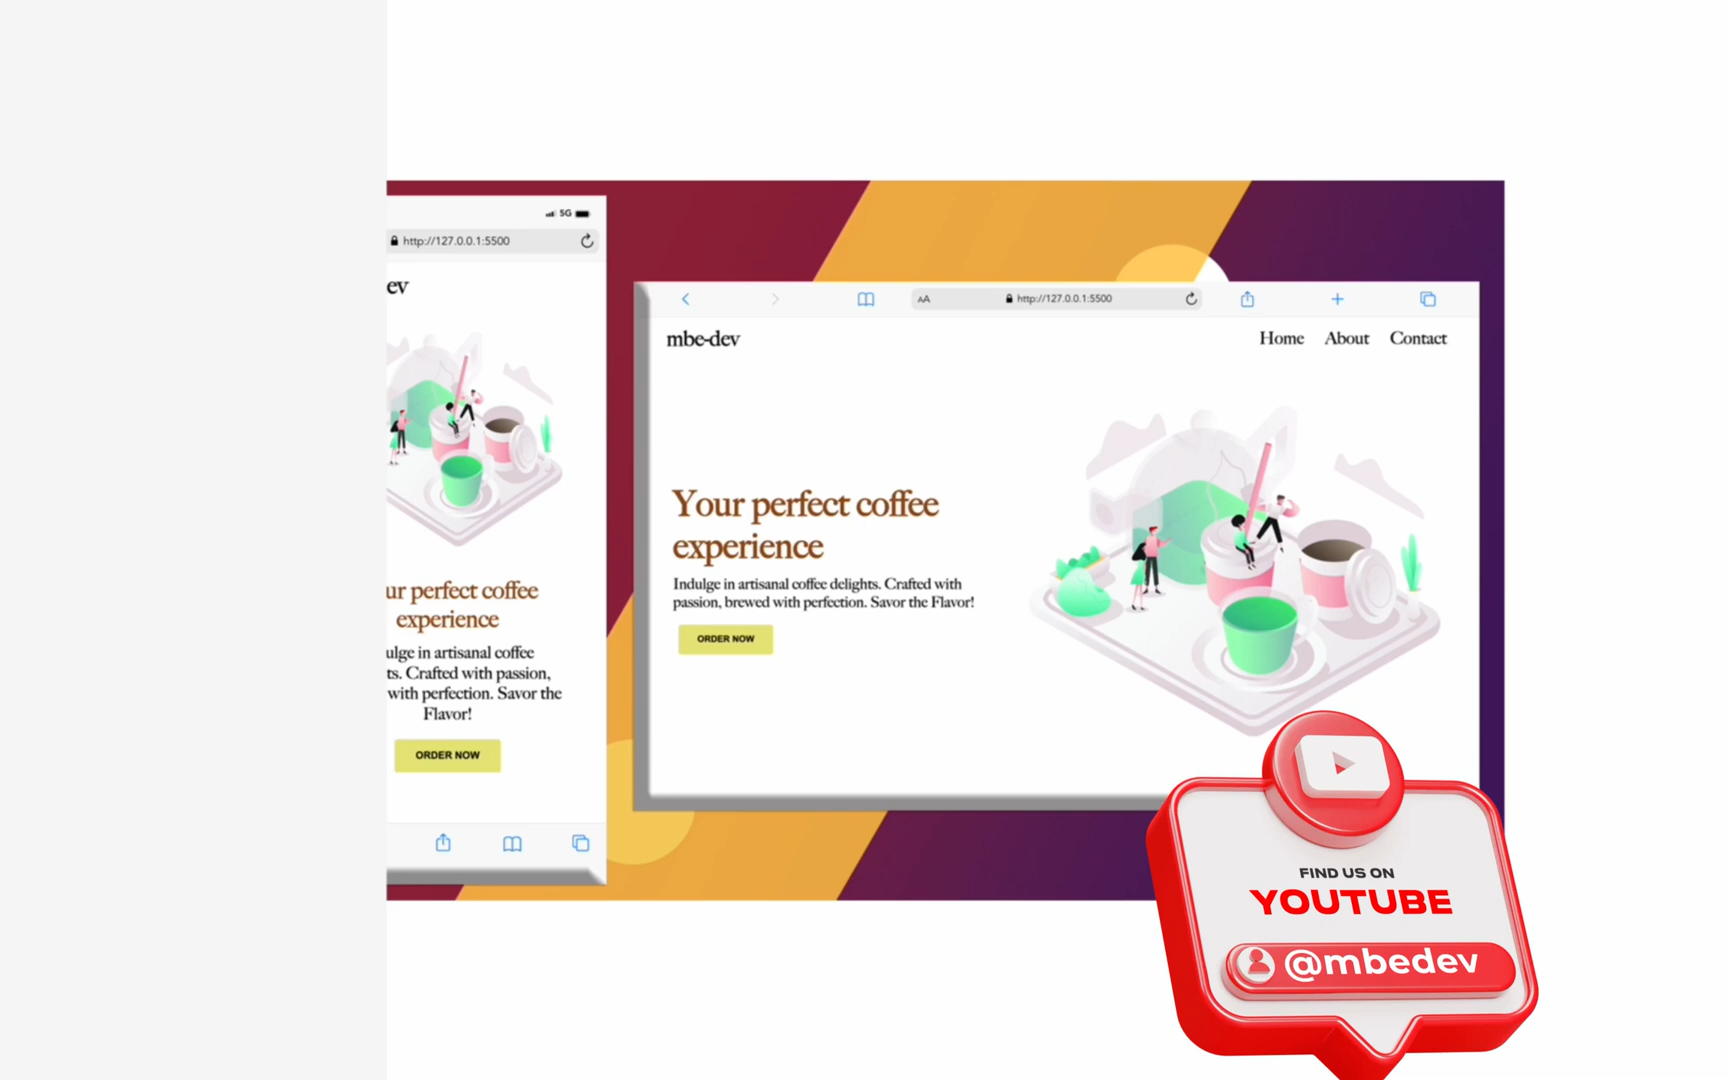 5G
http://127.0.0.1:5500
ev
ur perfect coffee
experience
ulge in artisanal coffee
ts. Crafted with passion,
with perfection. Savor the
Flavor!
ORDER NOW
AA
http://127.0.0.1:5500
mbe-dev
Home About Contact
Your perfect coffee
experience
Indulge in artisanal coffee delights. Crafted with
passion, brewed with perfection. Savor the Flavor!
ORDER NOW
FIND US ON
YOUTUBE
@mbedev